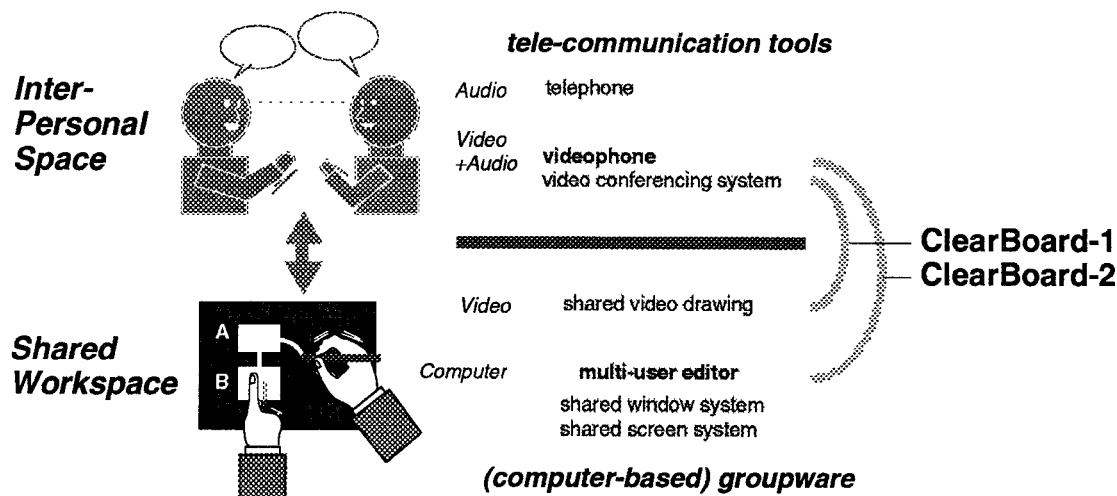 tele-communication tools
Inter-
Personal
Space
Audio telephone
Video
+Audio videophone
video conferencing system
ClearBoard-1
ClearBoard-2
Shared
Workspace
A
B
Video shared video drawing
Computer multi-user editor
shared window system
shared screen system
(computer-based) groupware